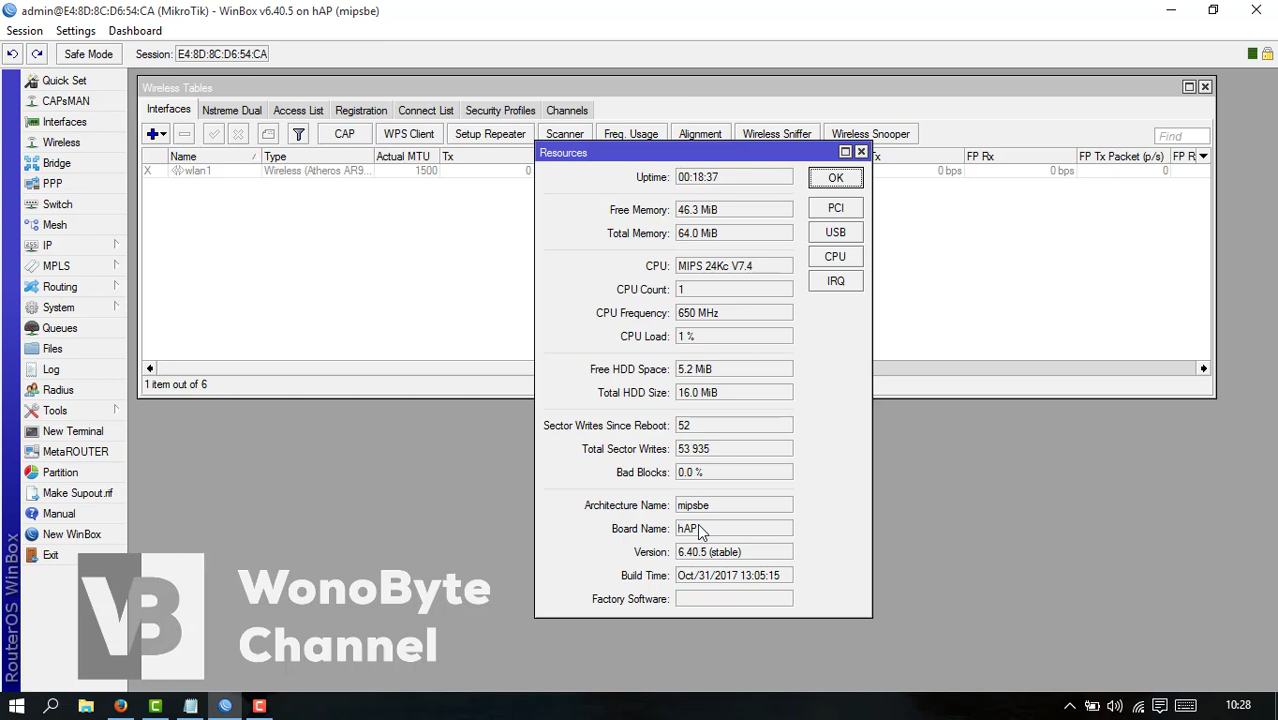 admin@E4:8D:8C:D6:54:CA (MikroTik) - WinBox v6.40.5 on hAP (mipsbe)
Session Settings Dashboard
Safe Mode Session: E4:8D:8C:D6:54:CA
Quick Set
CAPsMAN
Interfaces
Wireless
Bridge
PPP
Switch
Mesh
IP
MPLS
Routing
System
Queues
Files
Log
Radius
Tools
New Terminal
MetaROUTER
Partition
Make Supout.rif
Manual
New WinBox
Exit
RouterOS WinBox
Wireless Tables
Interfaces Nstreme Dual Access List Registration Connect List Security Profiles Channels
CAP WPS Client Setup Repeater Scanner Freq. Usage Alignment Wireless Sniffer Wireless Snooper Find
Name Type Actual MTU Tx Tx FP Rx FP Tx Packet (p/s) FP R
X wlan1 Wireless (Atheros AR9... 1500 0 0 bps 0 bps 0
1 item out of 6
Resources
Uptime: 00:18:37
Free Memory: 46.3 MiB
Total Memory: 64.0 MiB
CPU: MIPS 24Kc V7.4
CPU Count: 1
CPU Frequency: 650 MHz
CPU Load: 1 %
Free HDD Space: 5.2 MiB
Total HDD Size: 16.0 MiB
Sector Writes Since Reboot: 52
Total Sector Writes: 53 935
Bad Blocks: 0.0 %
Architecture Name: mipsbe
Board Name: hAP
Version: 6.40.5 (stable)
Build Time: Oct/31/2017 13:05:15
Factory Software:
OK
PCI
USB
CPU
IRQ
WonoByte
Channel
10:28